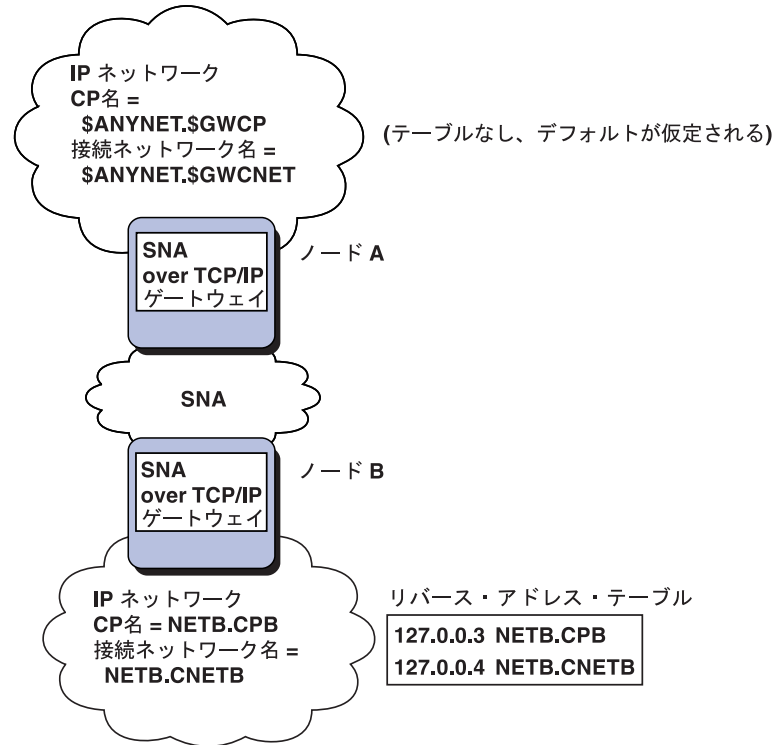 IP ネットワーク
CP名 =
$ANYNET.$GWCP
接続ネットワーク名 =
$ANYNET.$GWCNET
(テーブルなし、デフォルトが仮定される)
SNA
over TCP/IP
ゲートウェイ
ノード A
SNA
SNA
over TCP/IP
ゲートウェイ
ノード B
IP ネットワーク
CP名 = NETB.CPB
接続ネットワーク名 =
NETB.CNETB
リバース・アドレス・テーブル
127.0.0.3 NETB.CPB
127.0.0.4 NETB.CNETB